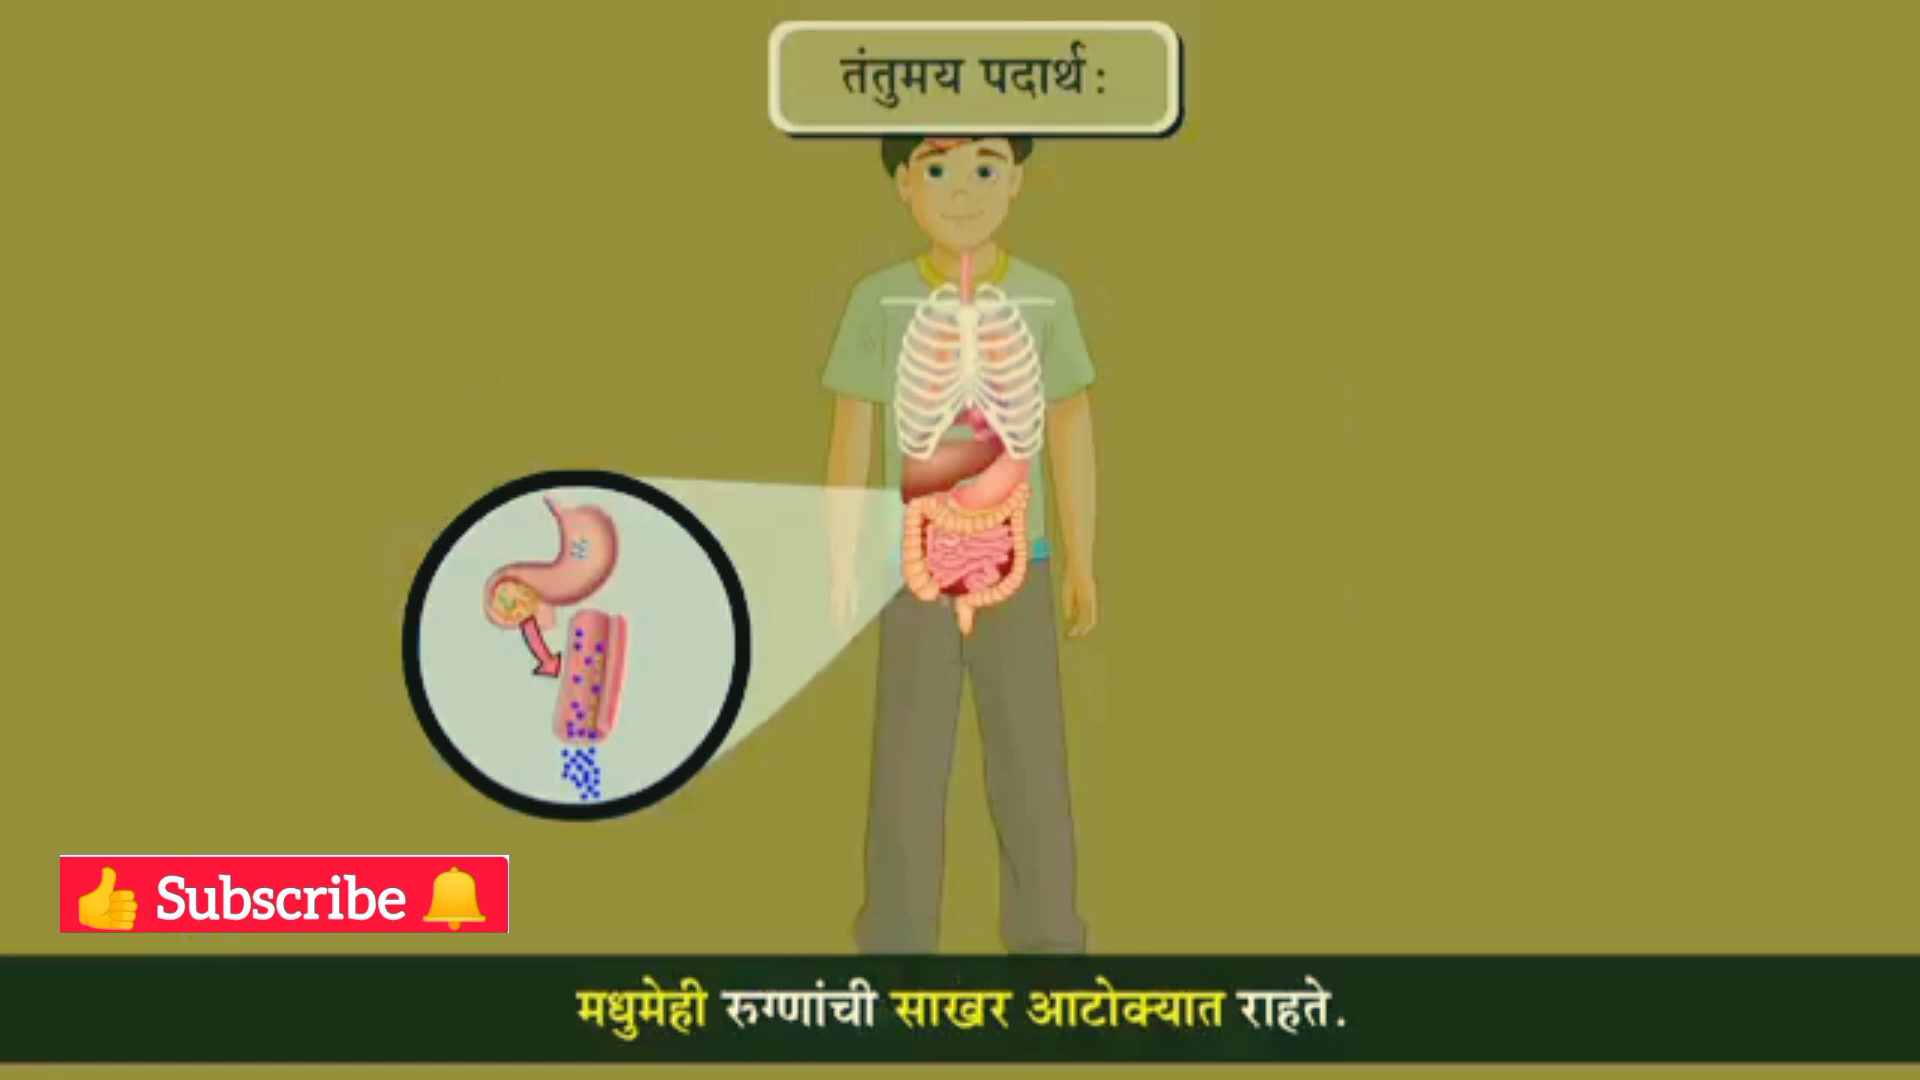 तंतुमय पदार्थ:
Subscribe
मधुमेही रुग्णांची साखर आटोक्यात राहते.